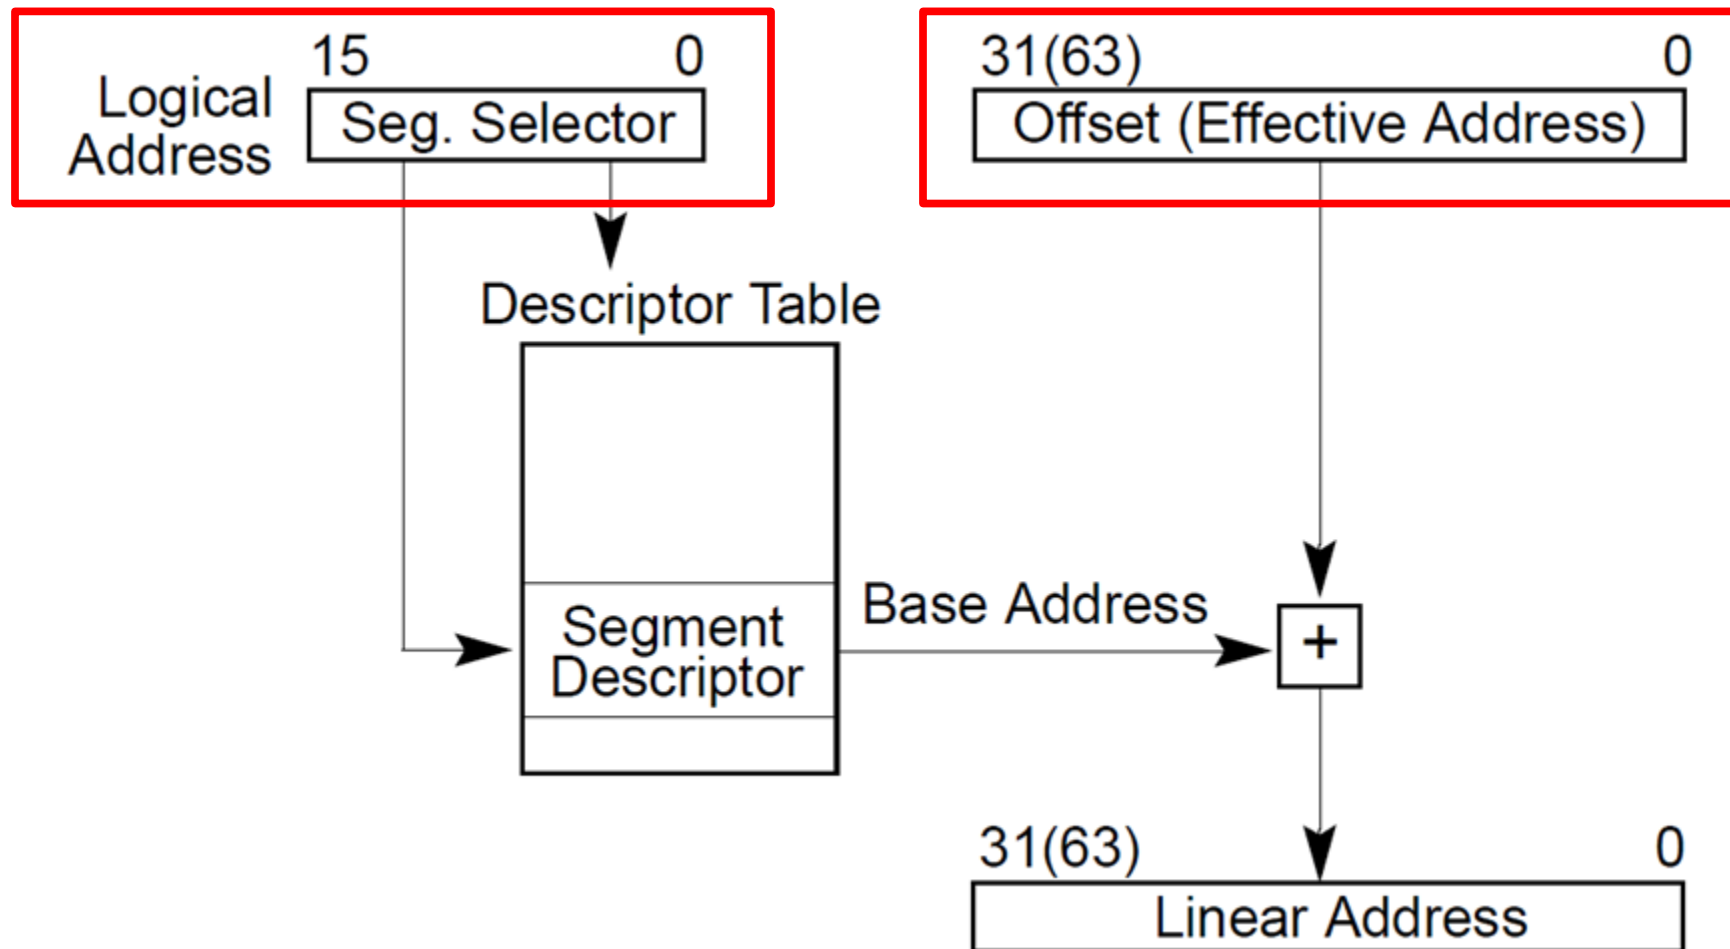 15 0
31(63) 0
Logical
Address
Seg. Selector
Offset (Effective Address)
Descriptor Table
Base Address
Segment
Descriptor
+
31(63) 0
Linear Address